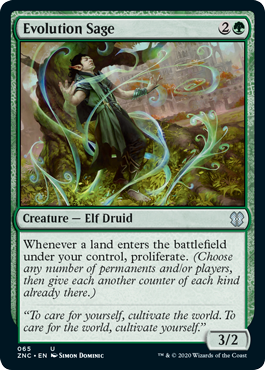 Evolution Sage 2
Creature — Elf Druid
Whenever a land enters the battlefield
under your control, proliferate. (Choose
any number of permanents and/or players,
then give each another counter of each kind
already there.)
“To care for yourself, cultivate the world. To
care for the world, cultivate yourself.”
3/2
065 U
ZNC • EN SIMON DOMINIC
™ & © 2020 Wizards of the Coast